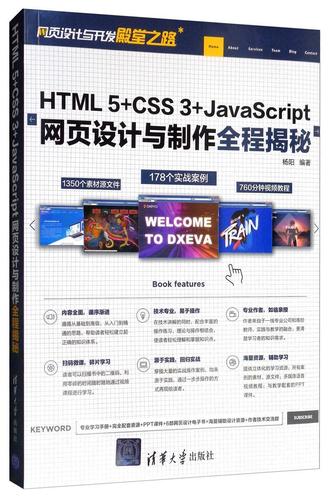 网页设计与开发殿堂之路*
Home About Services Team Blog Contact
HTML 5+CSS 3+JavaScript
网页设计与制作全程揭秘
杨阳 编著
1350个素材源文件
178个实战案例
760分钟视频教程
WELCOME
TO DXEVA
TRAIN
Book features
内容全面，循序渐进
技术专业，易于操作
专业作者，如临亲授
扫码微课，碎片学习
基于实践，回归实战
海量资源，辅助学习
KEYWORD
专业学习手册+完全配套资源+PPT课件+6部网页设计电子书+海量辅助设计资源+作者技术交流群
SUBSCRIBE
清华大学出版社
HTML 5+CSS 3+JavaScript 网页设计与制作全程揭秘